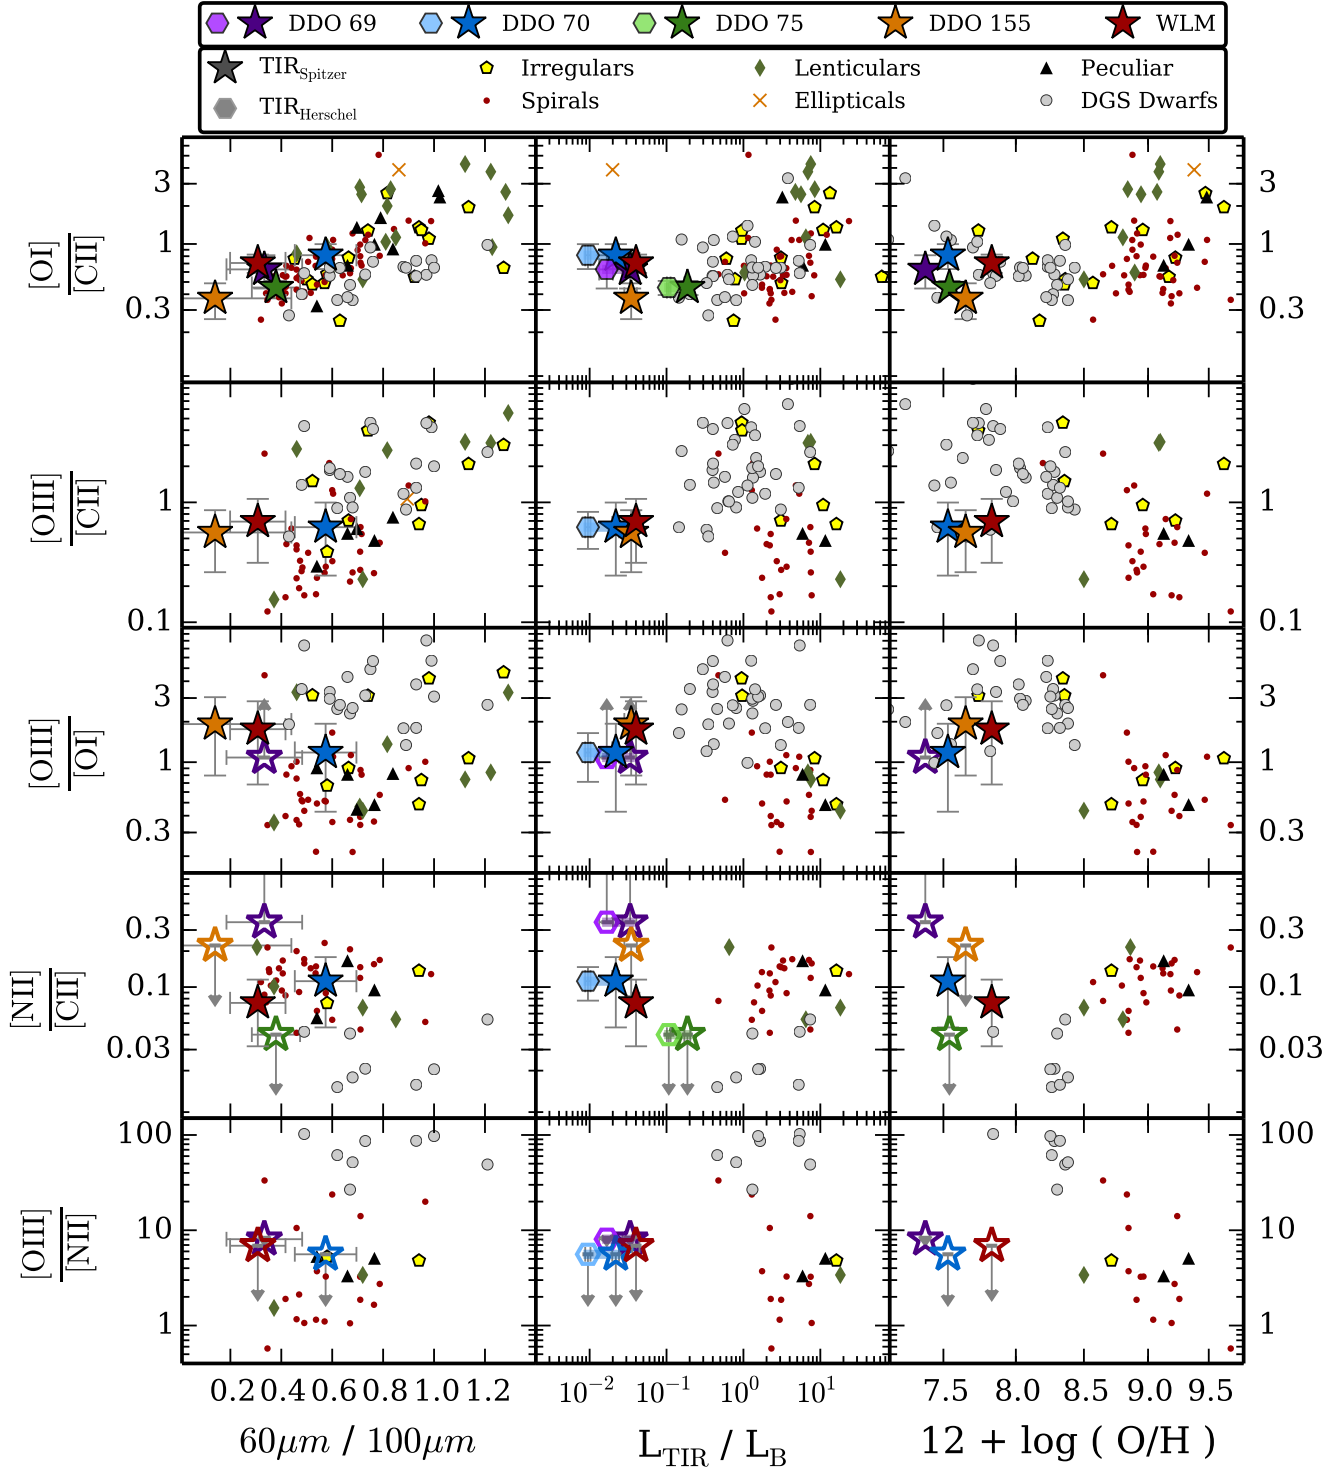 DDO 69 DDO 70 DDO 75 DDO 155 WLM
TIR_Spitzer Irregulars Lenticulars Peculiar
TIR_Herschel Spirals Ellipticals DGS Dwarfs
[OI]
[CII]
3 3
1 1
0.3 0.3
[OIII]
[CII]
1 1
0.1 0.1
[OIII]
[OI]
3 3
1 1
0.3 0.3
[NII]
[CII]
0.3 0.3
0.1 0.1
0.03 0.03
[OIII]
[NII]
100 100
10 10
1 1
0.2 0.4 0.6 0.8 1.0 1.2 10⁻² 10⁻¹ 10⁰ 10¹ 7.5 8.0 8.5 9.0 9.5
60μm / 100μm L_TIR / L_B 12 + log ( O/H )